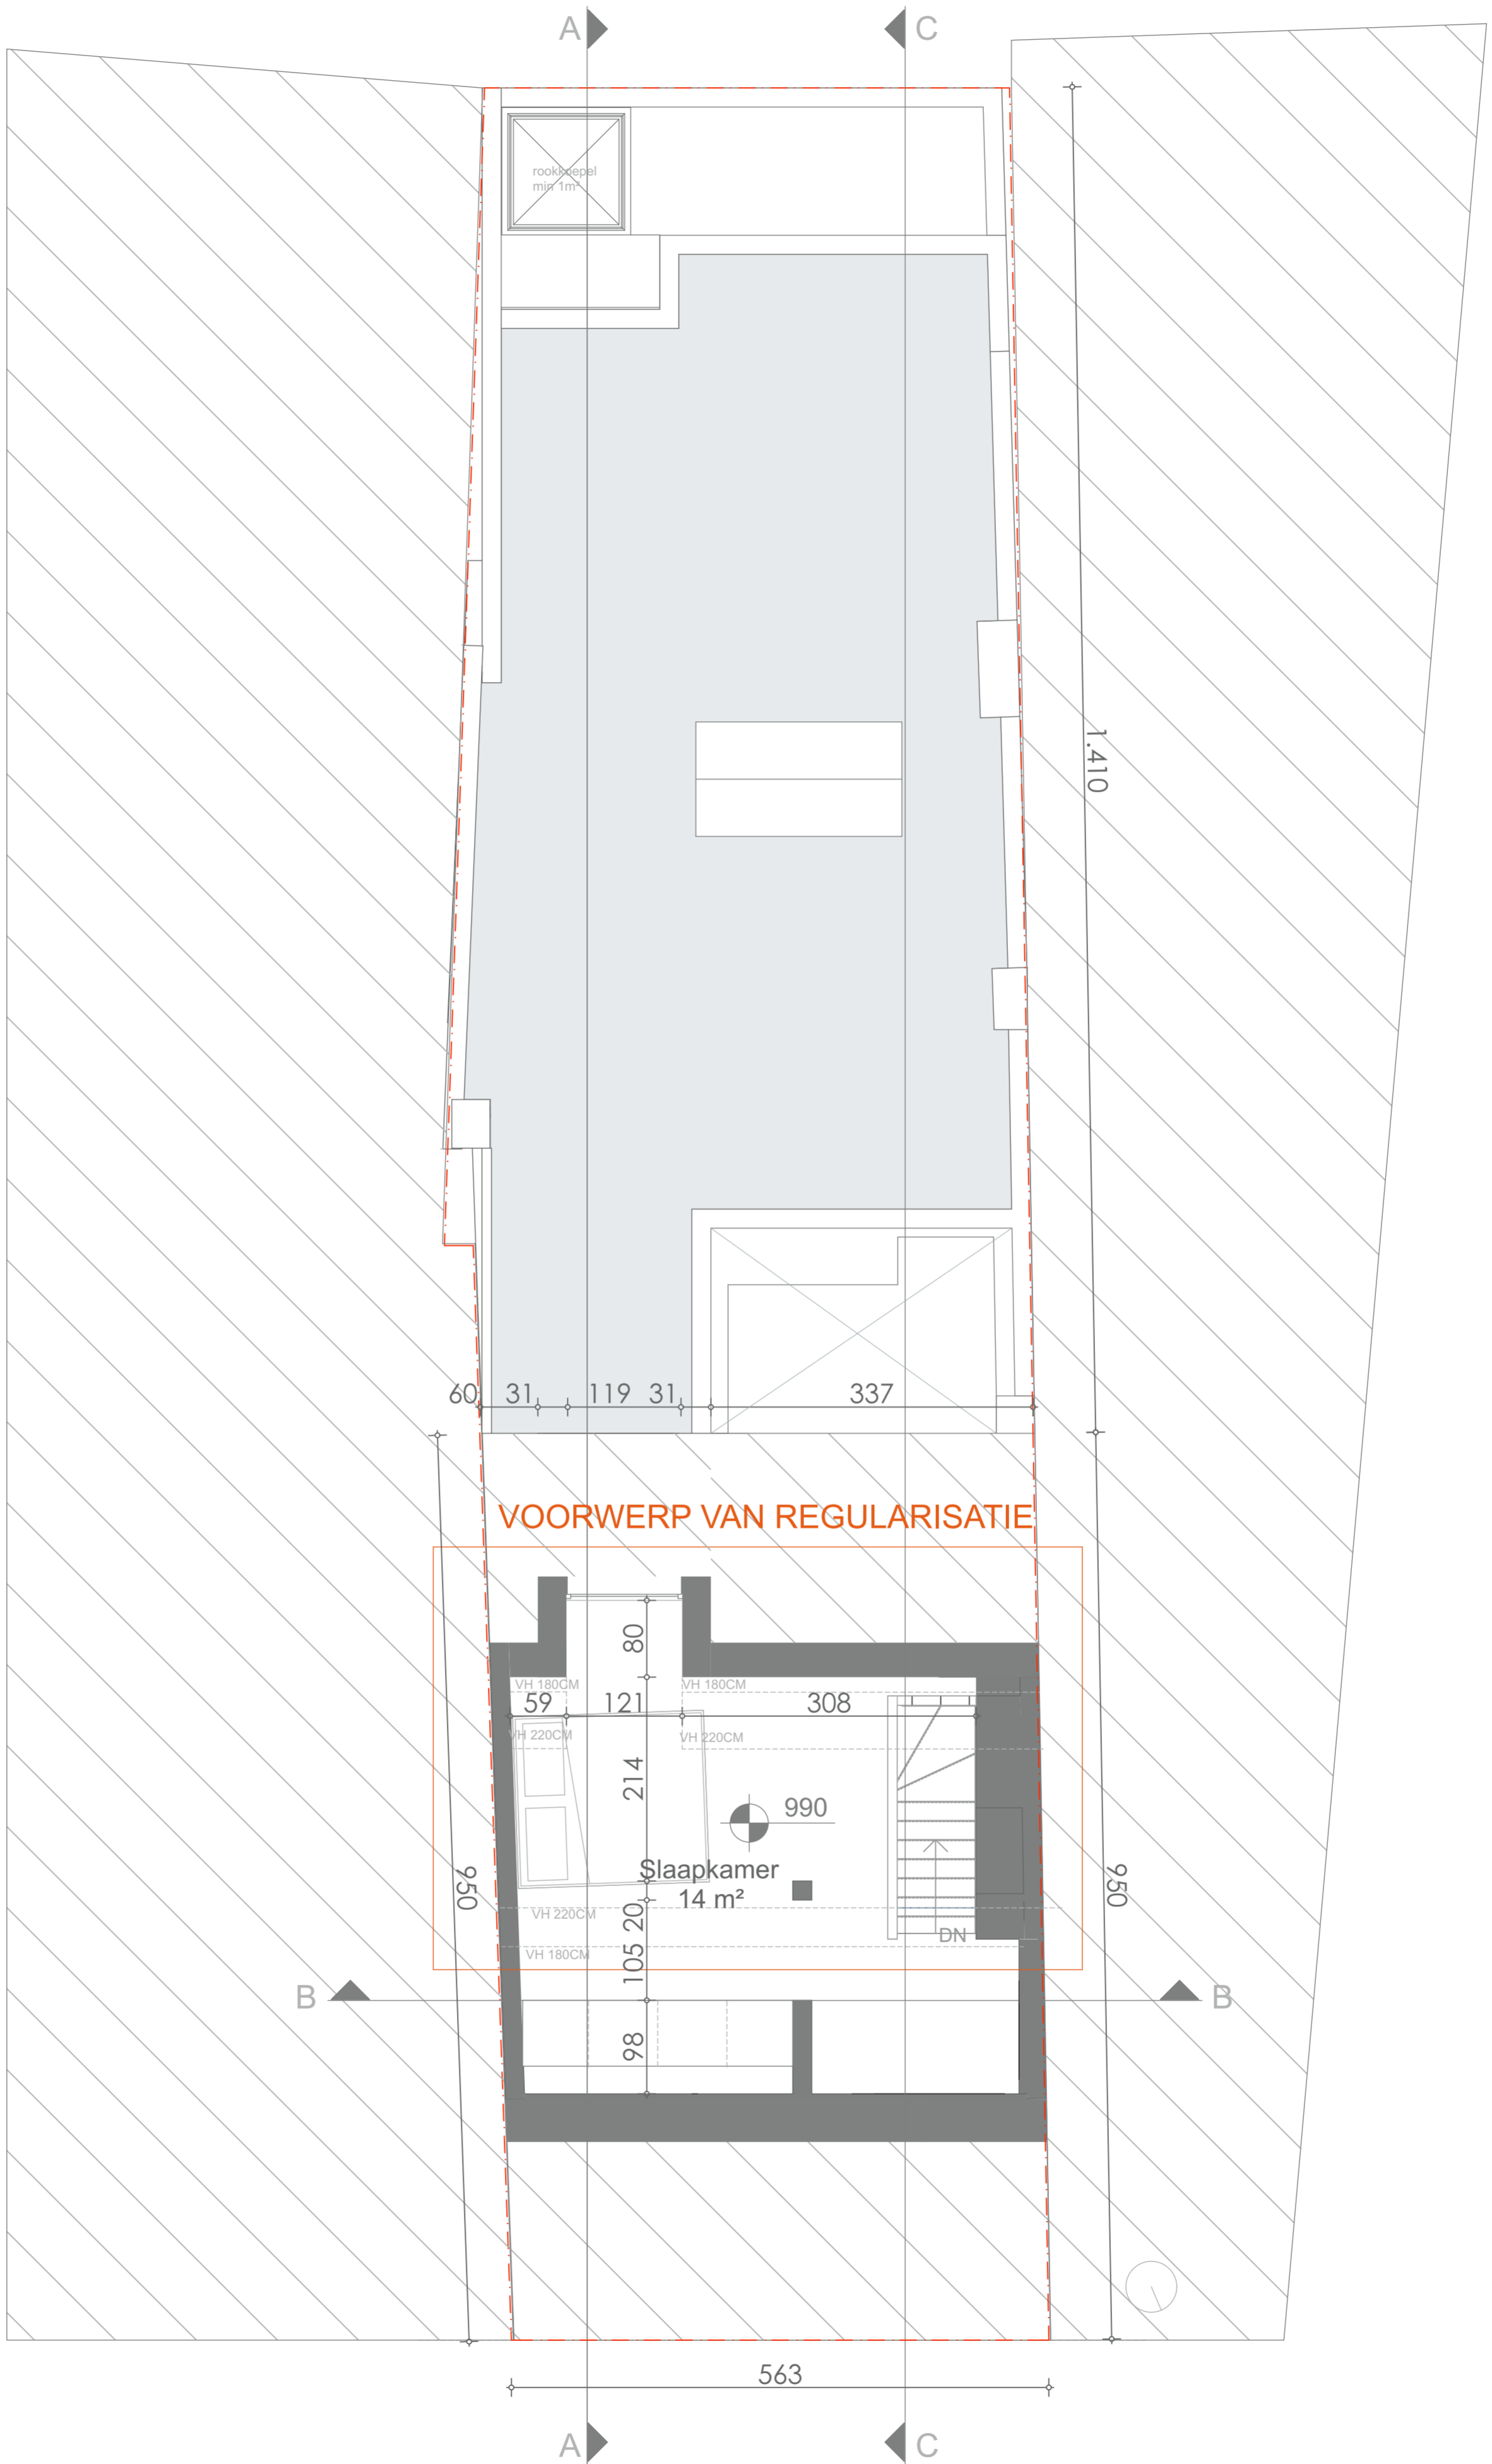 A
C
rookkoepel
min 1m²
1.410
60
31
119
31
337
VOORWERP VAN REGULARISATIE
80
VH 180CM
VH 180CM
59
121
308
VH 220CM
VH 220CM
214
990
Slaapkamer
14 m²
950
950
VH 220CM
20
DN
VH 180CM
105
B
B
98
563
A
C